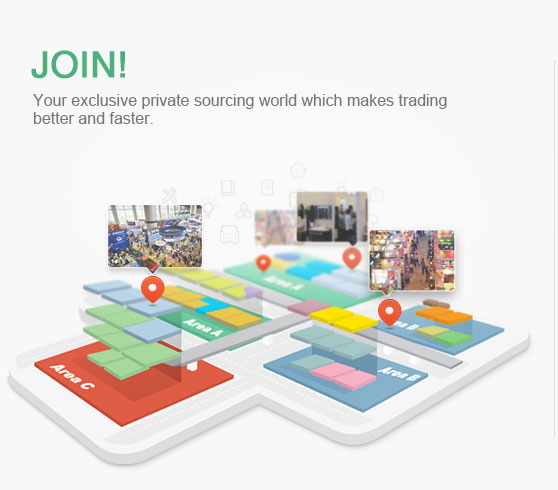 JOIN!
Your exclusive private sourcing world which makes trading
better and faster.
Area A
Area A
Area B
Area C
Area B